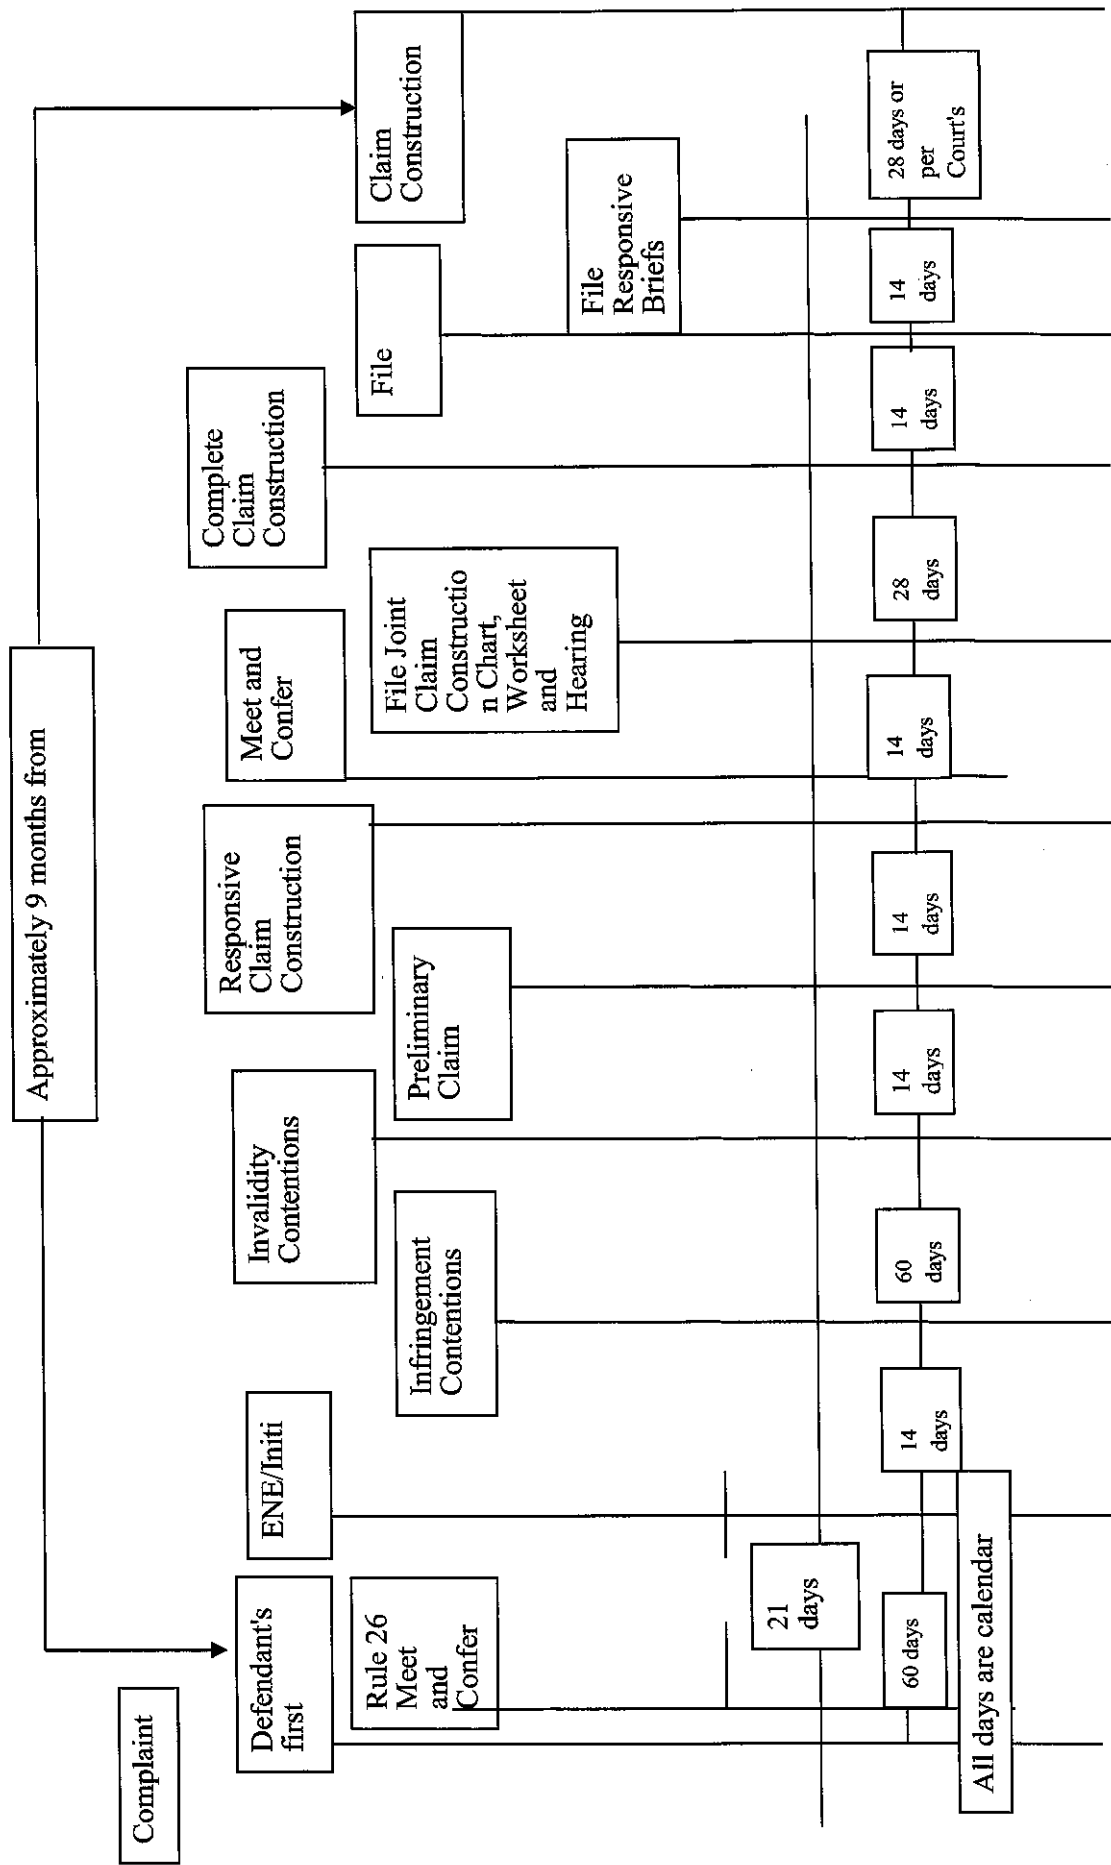 Approximately 9 months from
Complaint
Defendant's
first
Rule 26
Meet
and
Confer
ENE/Initi
Infringement
Contentions
Invalidity
Contentions
Preliminary
Claim
Responsive
Claim
Construction
Meet and
Confer
File Joint
Claim
Constructio
n Chart,
Worksheet
and
Hearing
Complete
Claim
Construction
File
File
Responsive
Briefs
Claim
Construction
21
days
60 days
14
days
60
days
14
days
14
days
14
days
28
days
14
days
14
days
28 days or
per
Court's
All days are calendar